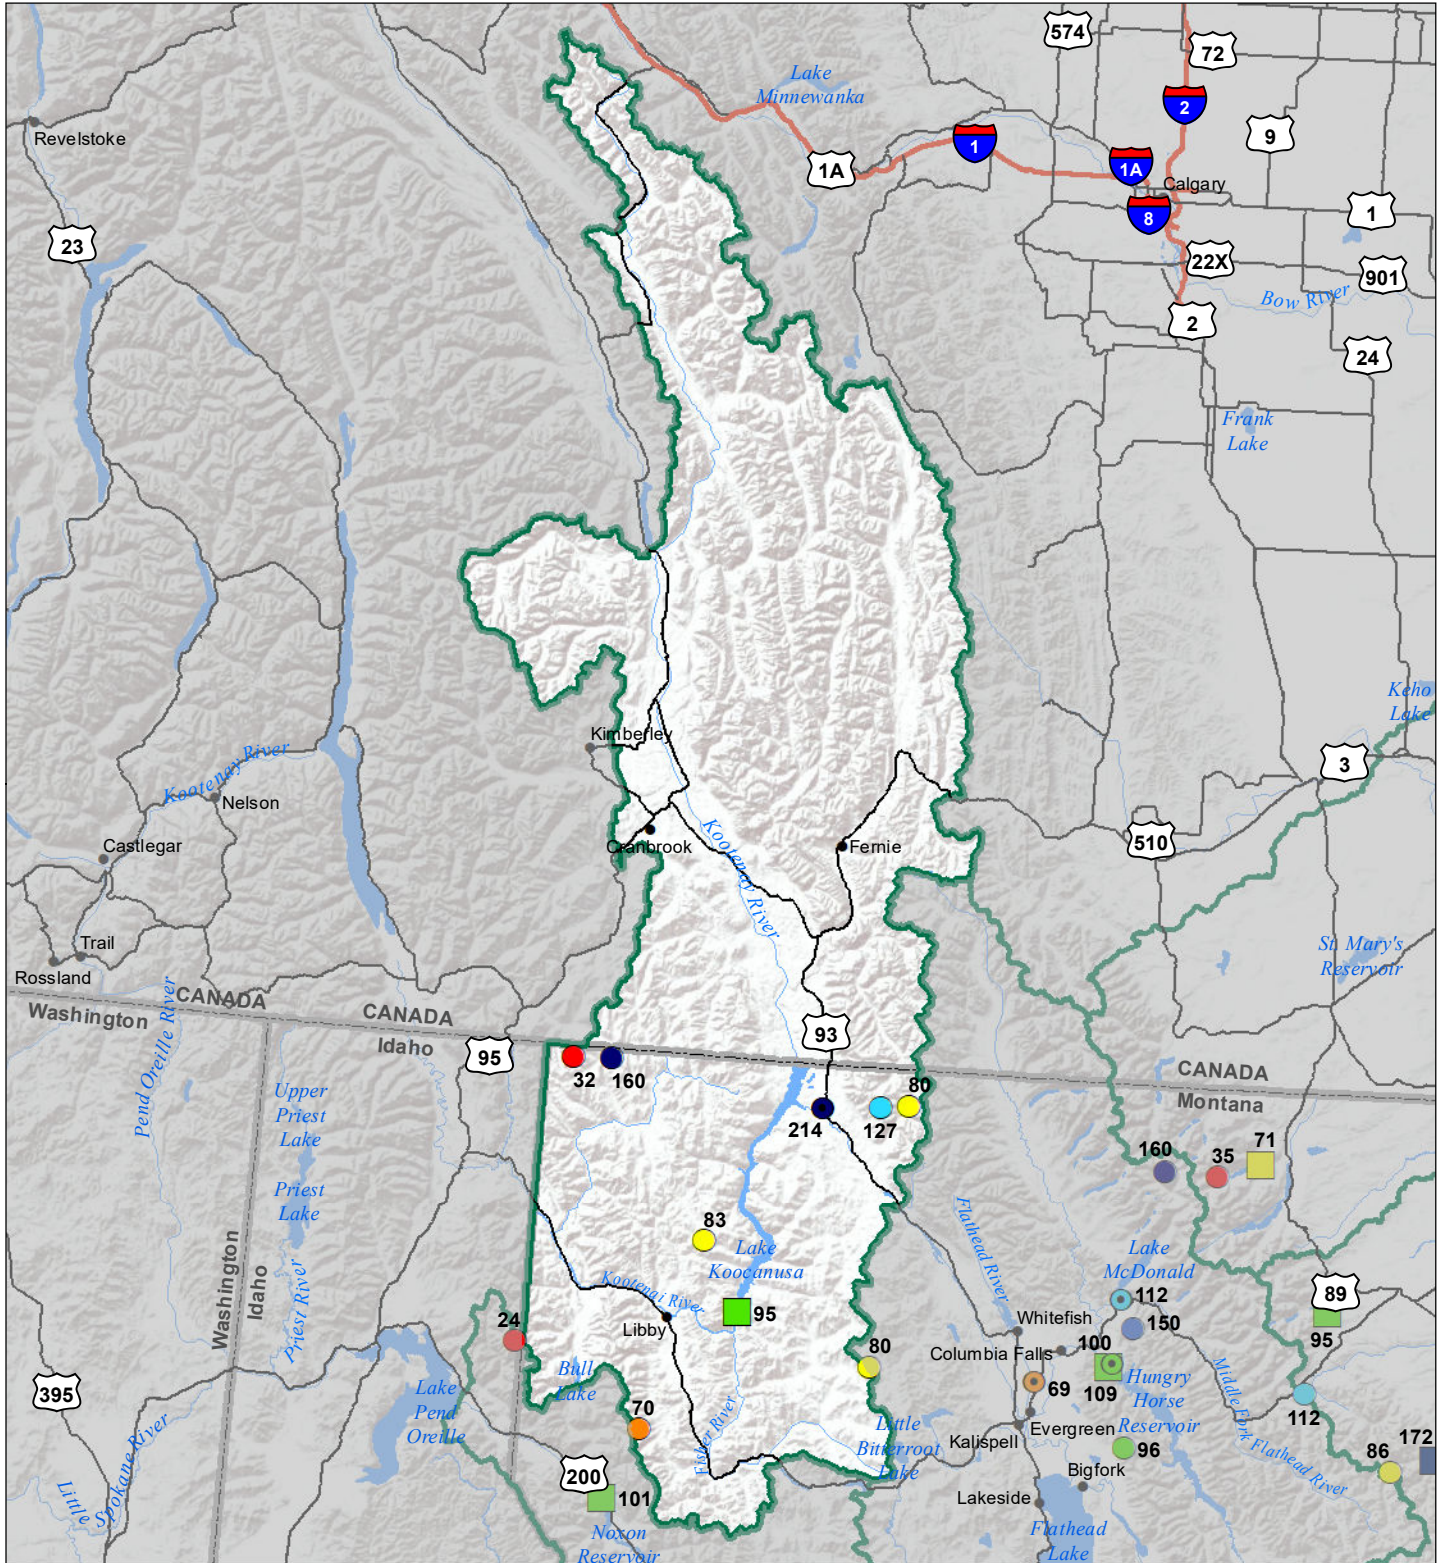 574
72
Lake
Minnewanka
2
Revelstoke
9
1
1A
1A
Calgary
8
1
23
22X
901
Bow River
2
24
Frank
Lake
Keho
Lake
Kimberley
3
Kootenay River
Nelson
Kootenay River
510
Castlegar
Cranbrook
Fernie
Trail
Rossland
St. Mary's
Reservoir
CANADA
Washington
CANADA
Idaho
95
93
Pend Oreille River
32
160
80
CANADA
Montana
Upper
Priest
Lake
214
127
160
35
71
Priest
Lake
83
Lake
Koocanusa
Flathead River
Lake
McDonald
Washington
Idaho
Priest River
Kootenai River
Libby
95
112
89
95
24
Whitefish
150
Columbia Falls
100
109
Bull
Lake
80
69
Hungry
Horse
Reservoir
Middle Fork Flathead River
112
395
Lake
Pend
Oreille
70
Fisher River
Little
Bitterroot
Lake
Evergreen
Kalispell
96
172
86
Little Spokane River
200
101
Bigfork
Lakeside
Noxon
Reservoir
Flathead
Lake